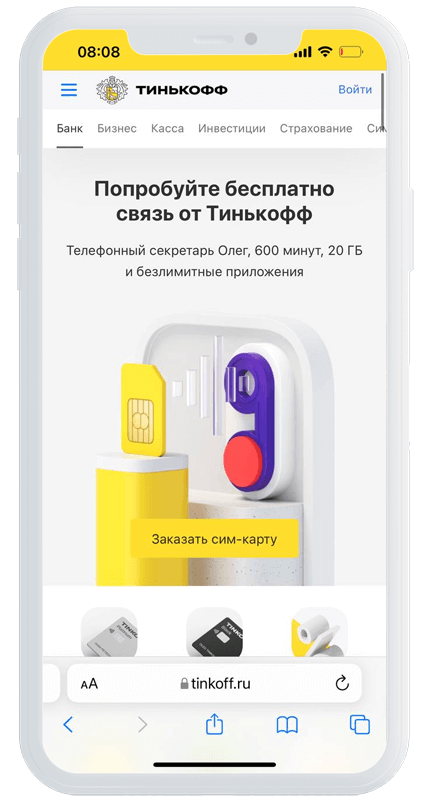 08:08
ТИНЬКОФФ
Войти
Банк Бизнес Касса Инвестиции Страхование
Попробуйте бесплатно
связь от Тинькофф
Телефонный секретарь Олег, 600 минут, 20 ГБ
и безлимитные приложения
Заказать сим-карту
AA
tinkoff.ru